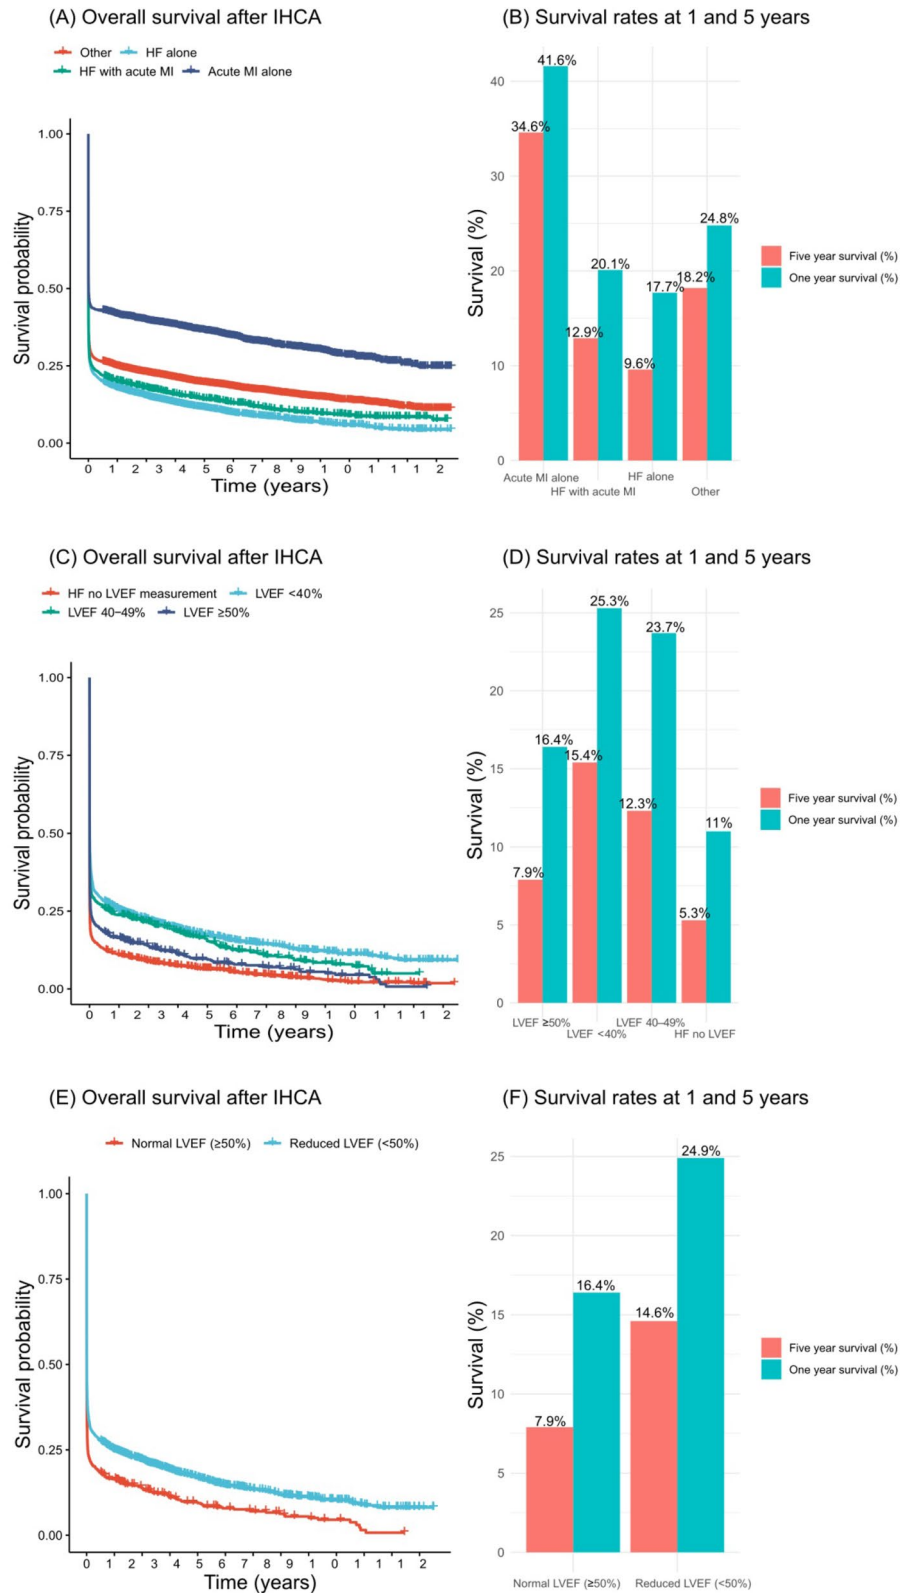 (A) Overall survival after IHCA
Other HF alone
HF with acute MI Acute MI alone
Survival probability
1.00
0.75
0.50
0.25
0.00
0 1 2 3 4 5 6 7 8 9 1 0 1 1 1 2
Time (years)
(B) Survival rates at 1 and 5 years
Survival (%)
40
30
20
10
0
34.6%
41.6%
12.9%
20.1%
9.6%
17.7%
18.2%
24.8%
Acute MI alone
HF with acute MI
HF alone
Other
Five year survival (%)
One year survival (%)
(C) Overall survival after IHCA
HF no LVEF measurement LVEF <40%
LVEF 40–49% LVEF ≥50%
Survival probability
1.00
0.75
0.50
0.25
0.00
0 1 2 3 4 5 6 7 8 9 1 0 1 1 1 2
Time (years)
(D) Survival rates at 1 and 5 years
Survival (%)
25
20
15
10
5
0
7.9%
16.4%
15.4%
25.3%
12.3%
23.7%
5.3%
11%
LVEF ≥50%
LVEF <40%
LVEF 40–49%
HF no LVEF
Five year survival (%)
One year survival (%)
(E) Overall survival after IHCA
Normal LVEF (≥50%) Reduced LVEF (<50%)
Survival probability
1.00
0.75
0.50
0.25
0.00
0 1 2 3 4 5 6 7 8 9 1 0 1 1 1 2
Time (years)
(F) Survival rates at 1 and 5 years
Survival (%)
25
20
15
10
5
0
7.9%
16.4%
14.6%
24.9%
Normal LVEF (≥50%)
Reduced LVEF (<50%)
Five year survival (%)
One year survival (%)